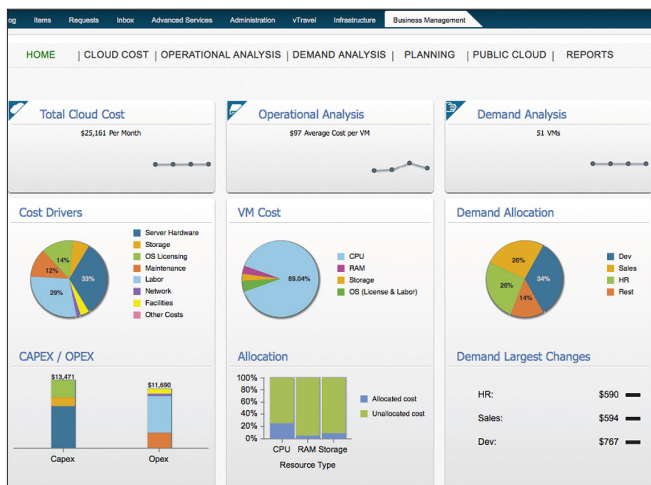 og Items Requests Inbox Advanced Services Administration vTravel Infrastructure Business Management
HOME | CLOUD COST | OPERATIONAL ANALYSIS | DEMAND ANALYSIS | PLANNING | PUBLIC CLOUD | REPORTS
Total Cloud Cost
$25,161 Per Month
Operational Analysis
$97 Average Cost per VM
Demand Analysis
51 VMs
Cost Drivers
14%
12%
33%
29%
Server Hardware
Storage
OS Licensing
Maintenance
Labor
Network
Facilities
Other Costs
VM Cost
89.04%
CPU
RAM
Storage
OS (License & Labor)
Demand Allocation
26%
34%
26%
14%
Dev
Sales
HR
Rest
CAPEX / OPEX
$13,471
$11,690
Capex Opex
Allocation
100%
80%
60%
40%
20%
0%
CPU RAM Storage
Resource Type
Allocated cost
Unallocated cost
Demand Largest Changes
HR: $590
Sales: $594
Dev: $767